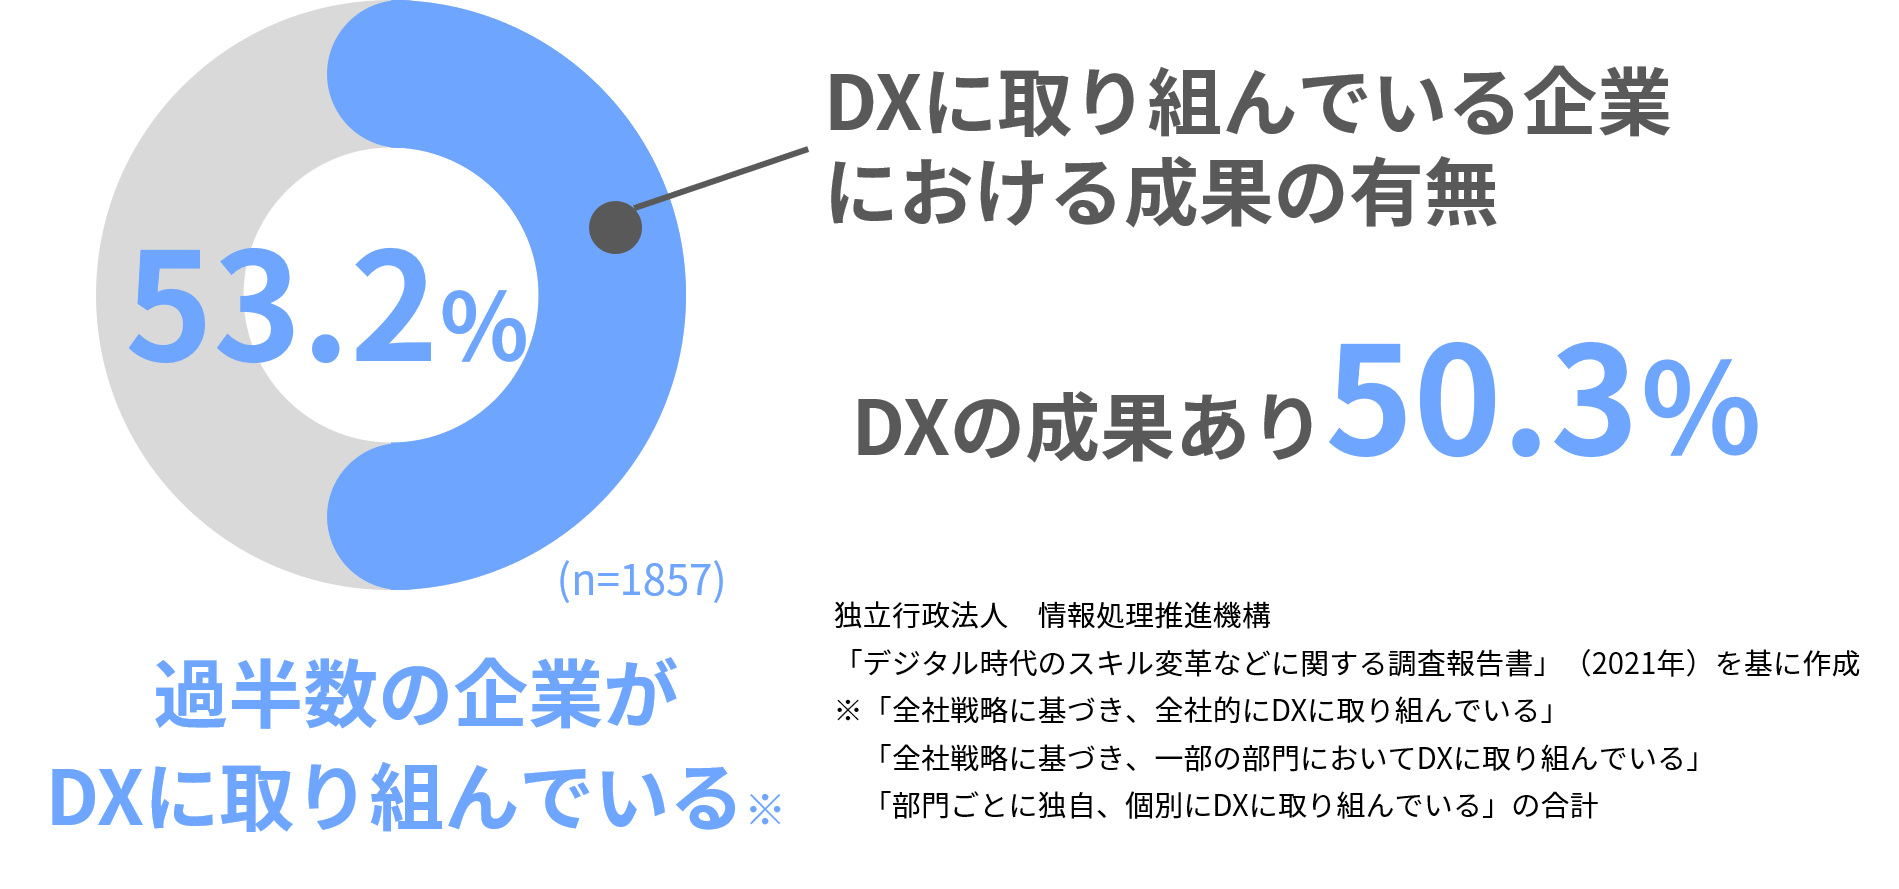 53.2%
(n=1857)
過半数の企業が
DXに取り組んでいる※
DXに取り組んでいる企業
における成果の有無
DXの成果あり50.3%
独立行政法人　情報処理推進機構
「デジタル時代のスキル変革などに関する調査報告書」（2021年）を基に作成
※「全社戦略に基づき、全社的にDXに取り組んでいる」
「全社戦略に基づき、一部の部門においてDXに取り組んでいる」
「部門ごとに独自、個別にDXに取り組んでいる」の合計